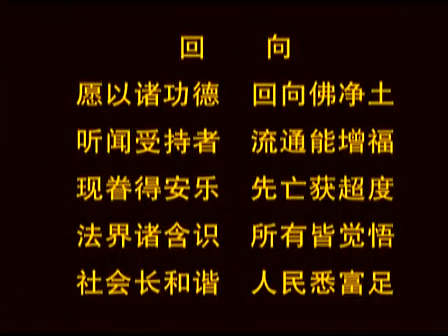 回 向
愿以诸功德 回向佛净土
听闻受持者 流通能增福
现眷得安乐 先亡获超度
法界诸含识 所有皆觉悟
社会长和谐 人民悉富足